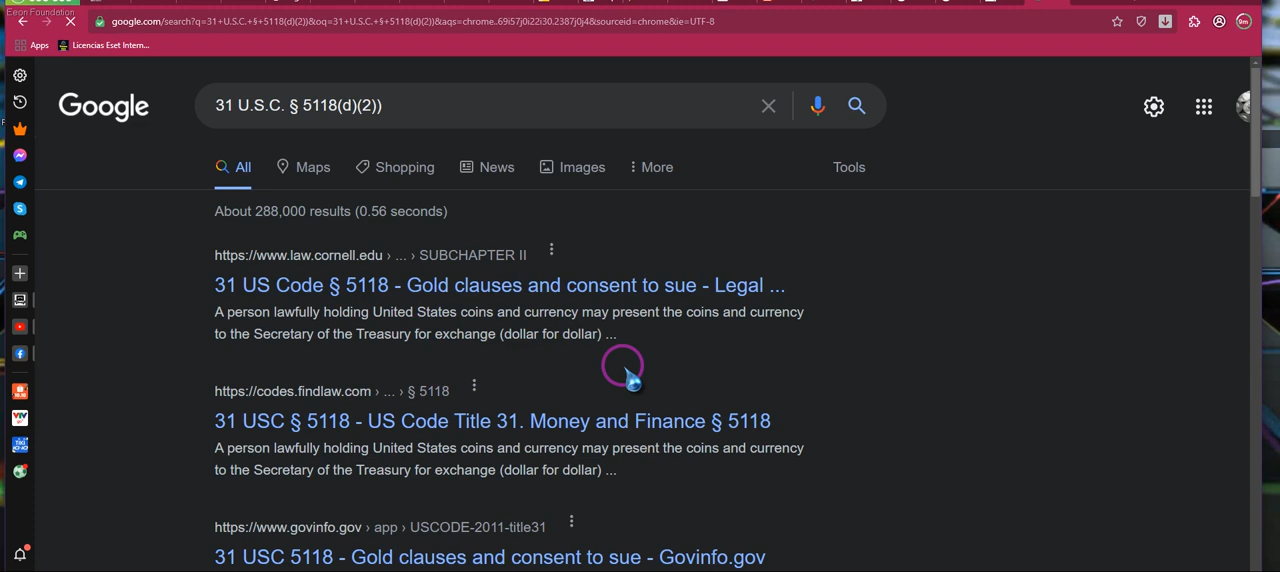 Eeon Foundation
google.com/search?q=31+U.S.C.+§+5118(d)(2))&oq=31+U.S.C.+§+5118(d)(2))&aqs=chrome..69i57j0i22i30.2387j0j4&sourceid=chrome&ie=UTF-8
9m
Apps Licencias Eset Intern...
Google
31 U.S.C. § 5118(d)(2))
All Maps Shopping News Images More Tools
About 288,000 results (0.56 seconds)
https://www.law.cornell.edu › ... › SUBCHAPTER II
31 US Code § 5118 - Gold clauses and consent to sue - Legal ...
A person lawfully holding United States coins and currency may present the coins and currency
to the Secretary of the Treasury for exchange (dollar for dollar) ...
https://codes.findlaw.com › ... › § 5118
31 USC § 5118 - US Code Title 31. Money and Finance § 5118
A person lawfully holding United States coins and currency may present the coins and currency
to the Secretary of the Treasury for exchange (dollar for dollar) ...
https://www.govinfo.gov › app › USCODE-2011-title31
31 USC 5118 - Gold clauses and consent to sue - Govinfo.gov